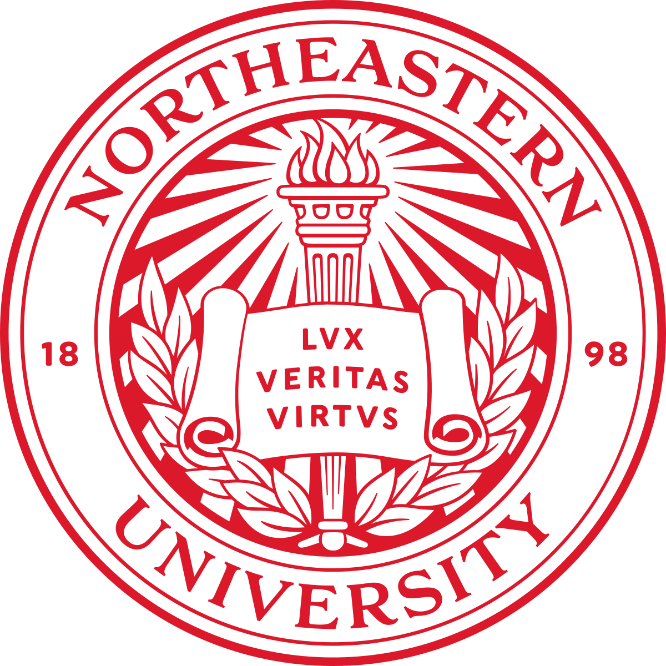 NORTHEASTERN
18 98
LVX
VERITAS
VIRTVS
UNIVERSITY